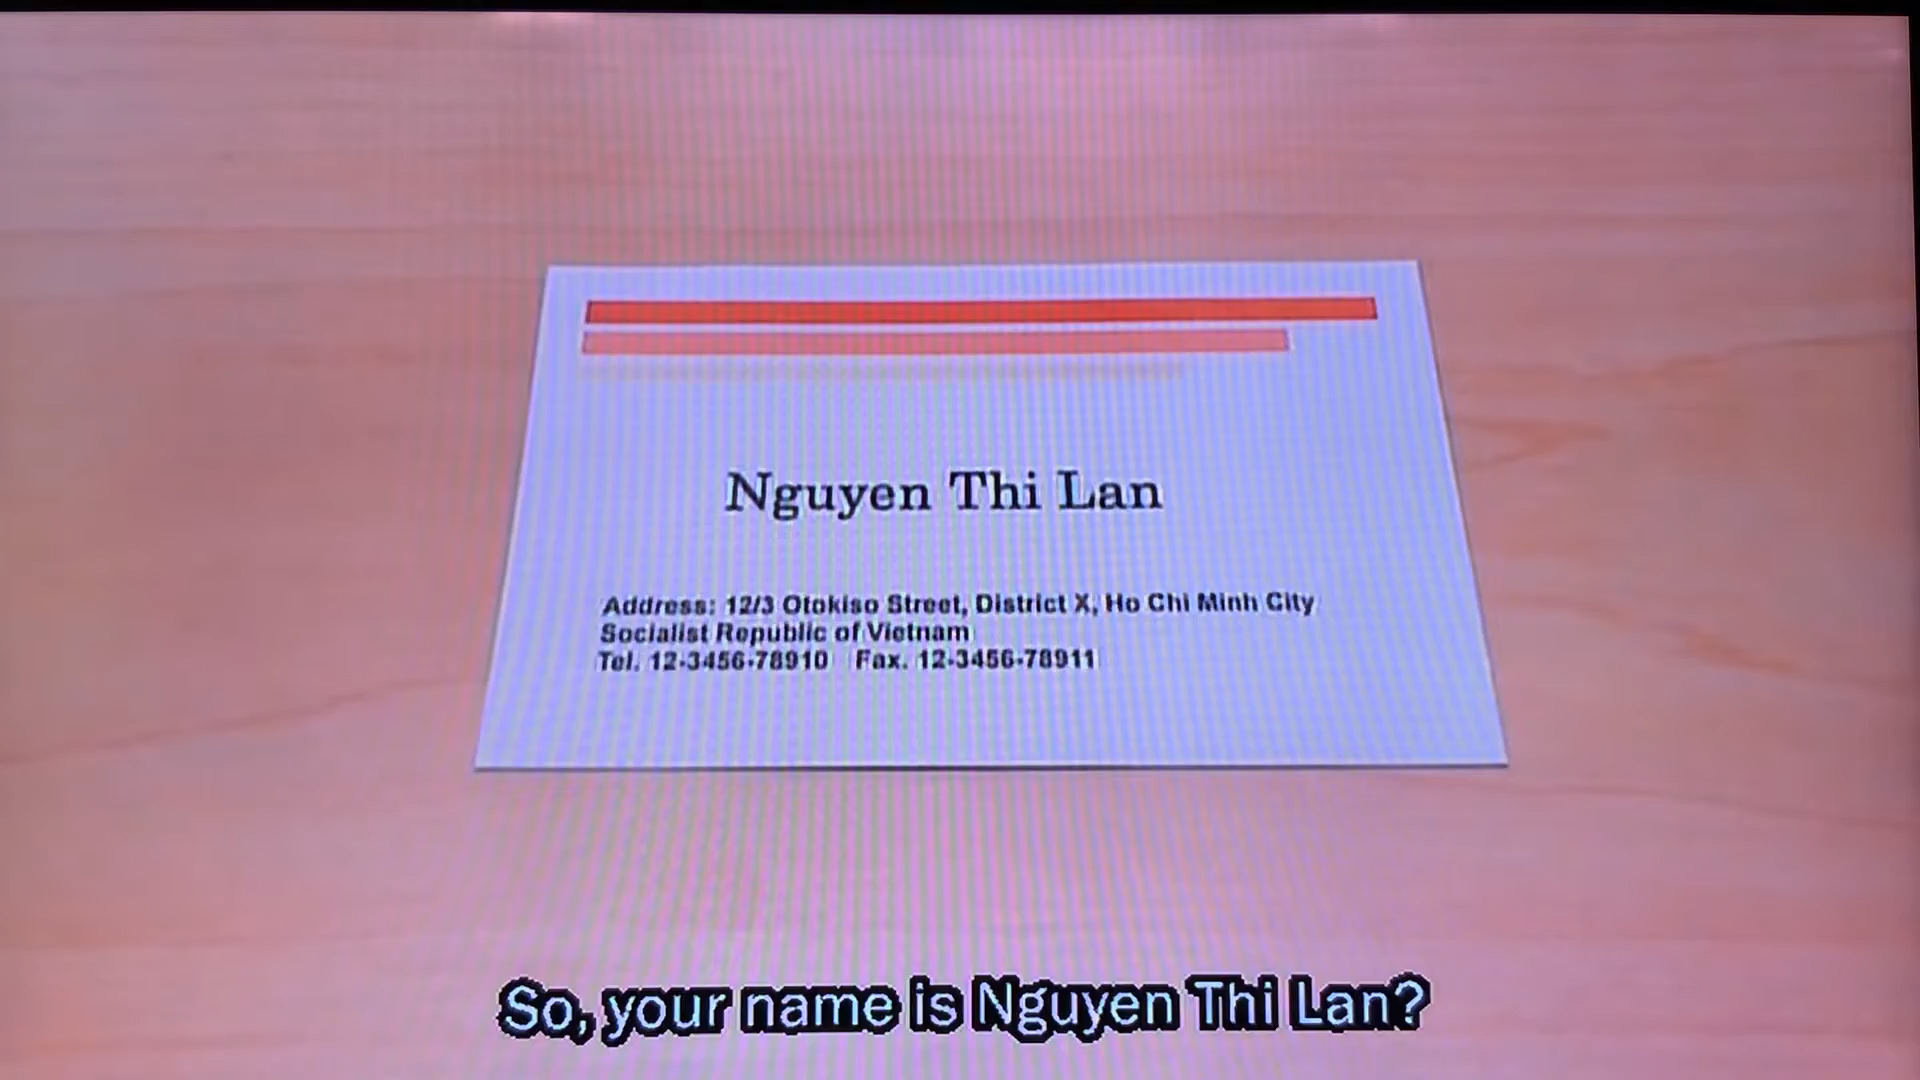 Nguyen Thi Lan
Address: 12/3 Otokiso Street, District X, Ho Chi Minh City
Socialist Republic of Vietnam
Tel. 12-3456-78910 Fax. 12-3456-78911
So, your name is Nguyen Thi Lan?